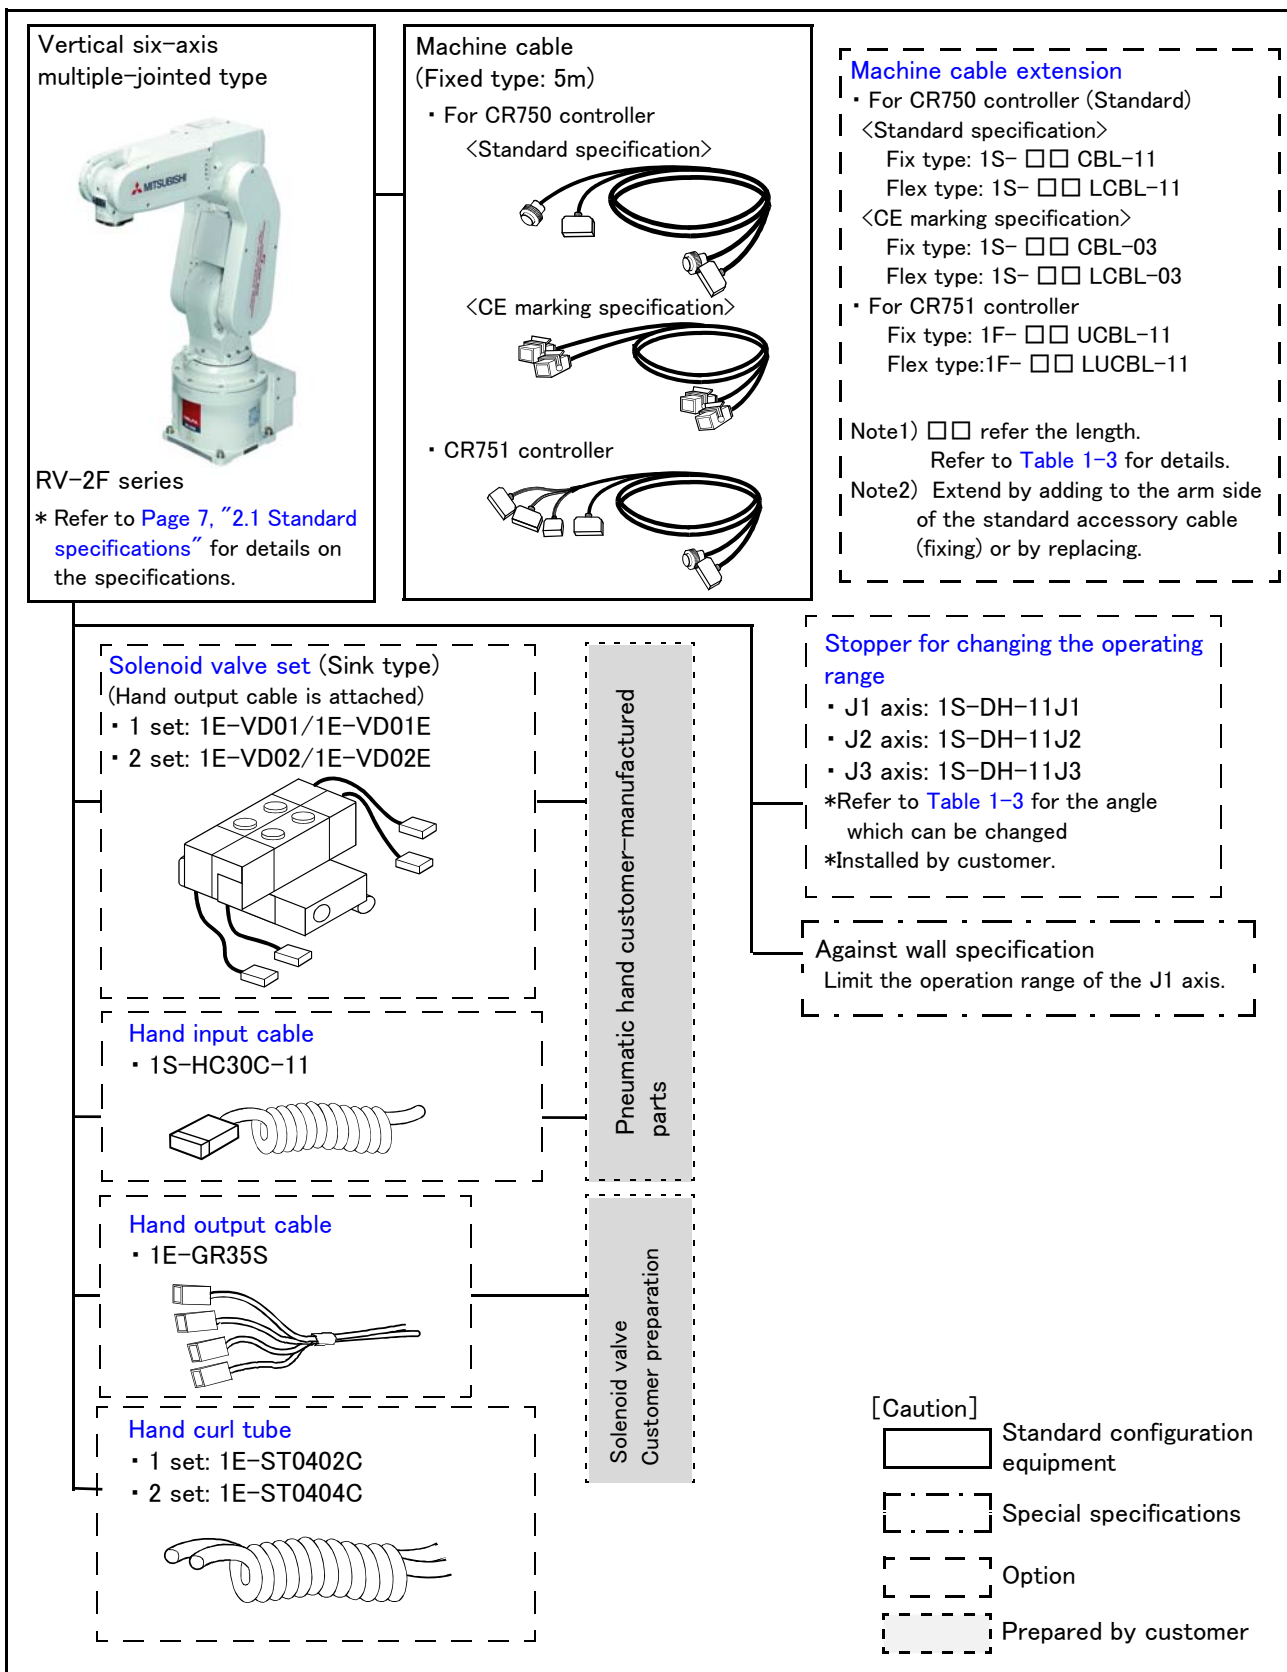 Vertical six-axis
multiple-jointed type
MITSUBISHI
RV-2F series
* Refer to Page 7, "2.1 Standard
specifications" for details on
the specifications.
Machine cable
(Fixed type: 5m)
・For CR750 controller
<Standard specification>
<CE marking specification>
・CR751 controller
Machine cable extension
・For CR750 controller (Standard)
<Standard specification>
Fix type: 1S- □□ CBL-11
Flex type: 1S- □□ LCBL-11
<CE marking specification>
Fix type: 1S- □□ CBL-03
Flex type: 1S- □□ LCBL-03
・For CR751 controller
Fix type: 1F- □□ UCBL-11
Flex type:1F- □□ LUCBL-11
Note1) □□ refer the length.
Refer to Table 1-3 for details.
Note2) Extend by adding to the arm side
of the standard accessory cable
(fixing) or by replacing.
Solenoid valve set (Sink type)
(Hand output cable is attached)
・1 set: 1E-VD01/1E-VD01E
・2 set: 1E-VD02/1E-VD02E
Hand input cable
・1S-HC30C-11
Hand output cable
・1E-GR35S
Hand curl tube
・1 set: 1E-ST0402C
・2 set: 1E-ST0404C
Pneumatic hand customer-manufactured
parts
Solenoid valve
Customer preparation
Stopper for changing the operating
range
・J1 axis: 1S-DH-11J1
・J2 axis: 1S-DH-11J2
・J3 axis: 1S-DH-11J3
*Refer to Table 1-3 for the angle
which can be changed
*Installed by customer.
Against wall specification
Limit the operation range of the J1 axis.
[Caution]
Standard configuration
equipment
Special specifications
Option
Prepared by customer